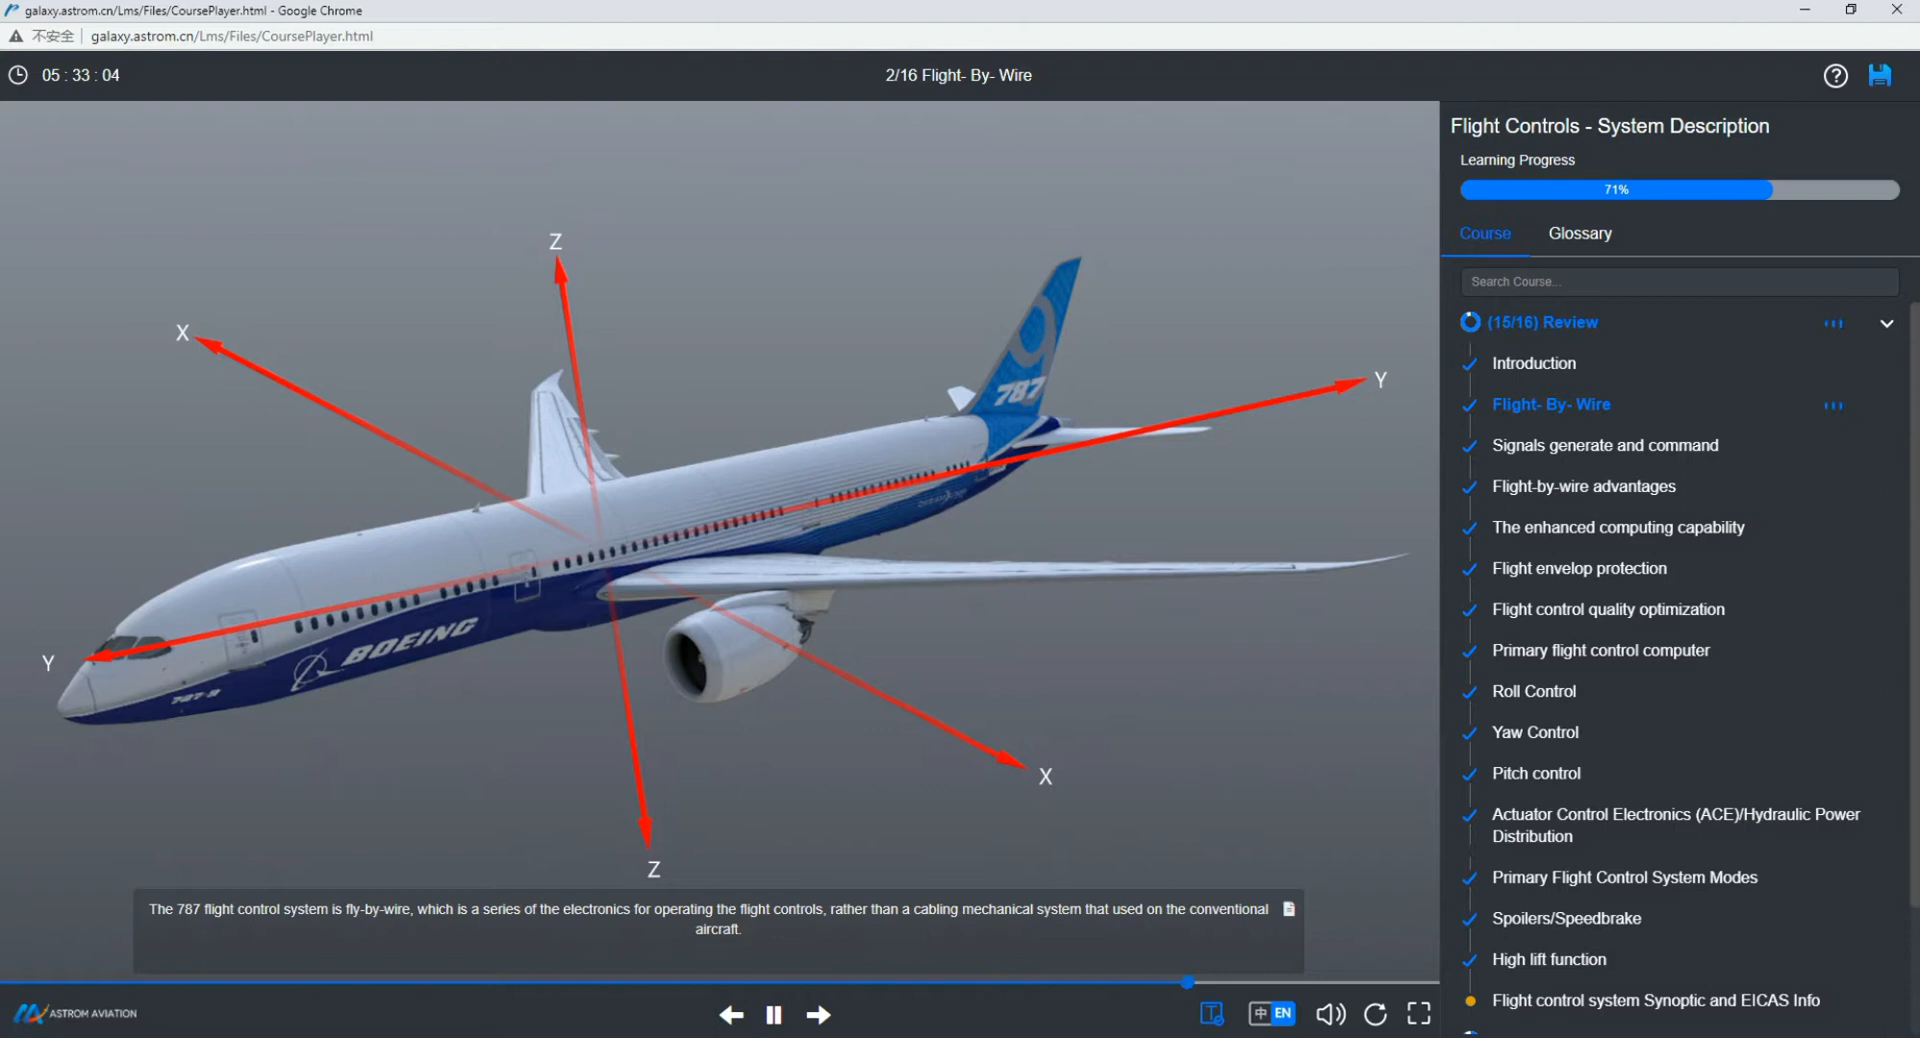 galaxy.astrom.cn/Lms/Files/CoursePlayer.html - Google Chrome
不安全 galaxy.astrom.cn/Lms/Files/CoursePlayer.html
05 : 33 : 04
2/16 Flight- By- Wire
Z
X
Y
787
BOEING
787-9
Y
X
Z
The 787 flight control system is fly-by-wire, which is a series of the electronics for operating the flight controls, rather than a cabling mechanical system that used on the conventional
aircraft.
ASTROM AVIATION
中 EN
Flight Controls - System Description
Learning Progress
71%
Course Glossary
Search Course...
(15/16) Review
Introduction
Flight- By- Wire
Signals generate and command
Flight-by-wire advantages
The enhanced computing capability
Flight envelop protection
Flight control quality optimization
Primary flight control computer
Roll Control
Yaw Control
Pitch control
Actuator Control Electronics (ACE)/Hydraulic Power
Distribution
Primary Flight Control System Modes
Spoilers/Speedbrake
High lift function
Flight control system Synoptic and EICAS Info